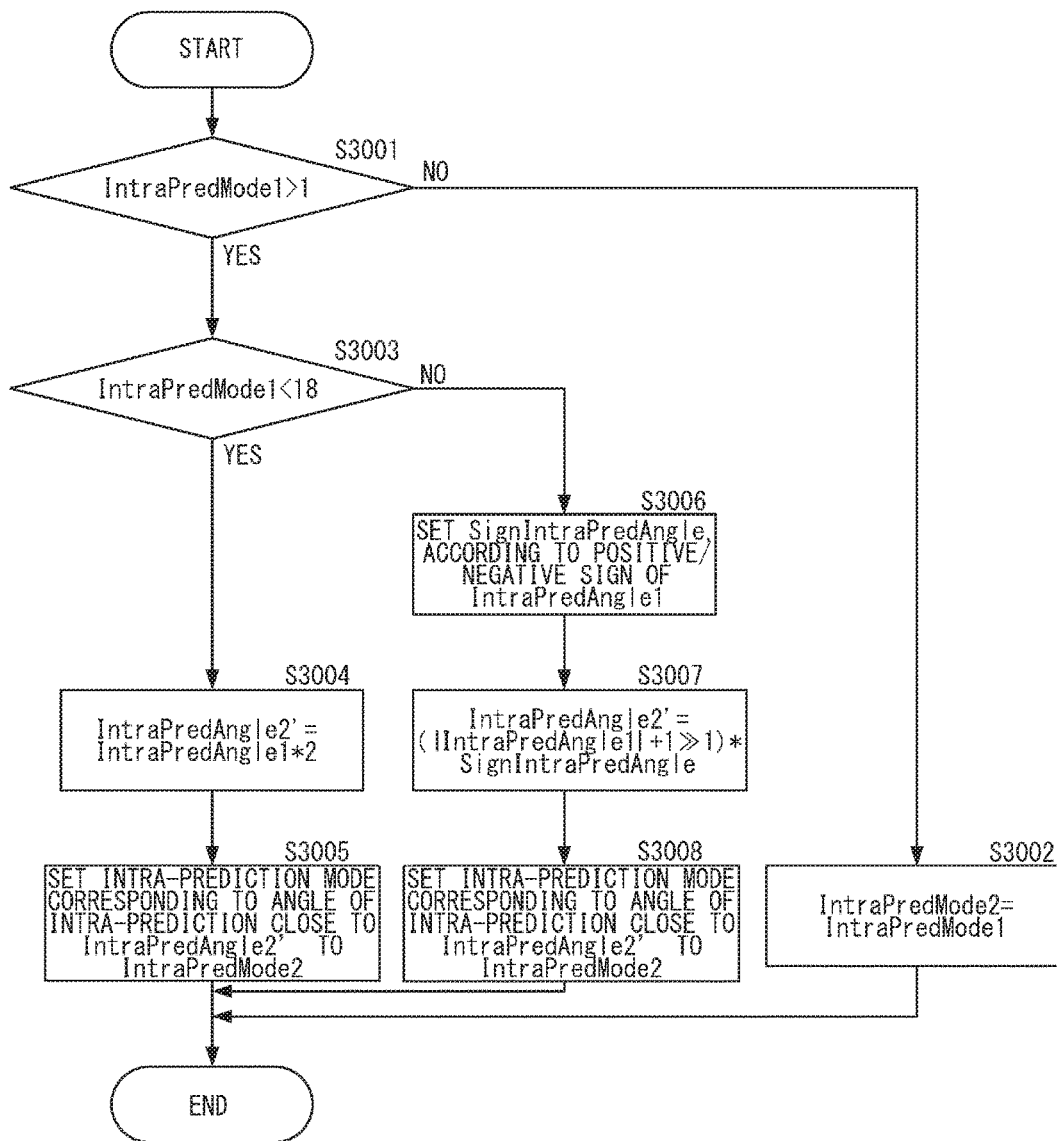 START
S3001
IntraPredMode1>1
NO
YES
S3003
IntraPredMode1<18
NO
YES
S3006
SET SignIntraPredAngle,
ACCORDING TO POSITIVE/
NEGATIVE SIGN OF
IntraPredAngle1
S3004
IntraPredAngle2'=
IntraPredAngle1*2
S3007
IntraPredAngle2'=
(|IntraPredAngle1|+1≫1)*
SignIntraPredAngle
S3005
SET INTRA-PREDICTION MODE
CORRESPONDING TO ANGLE OF
INTRA-PREDICTION CLOSE TO
IntraPredAngle2' TO
IntraPredMode2
S3008
SET INTRA-PREDICTION MODE
CORRESPONDING TO ANGLE OF
INTRA-PREDICTION CLOSE TO
IntraPredAngle2' TO
IntraPredMode2
S3002
IntraPredMode2=
IntraPredMode1
END